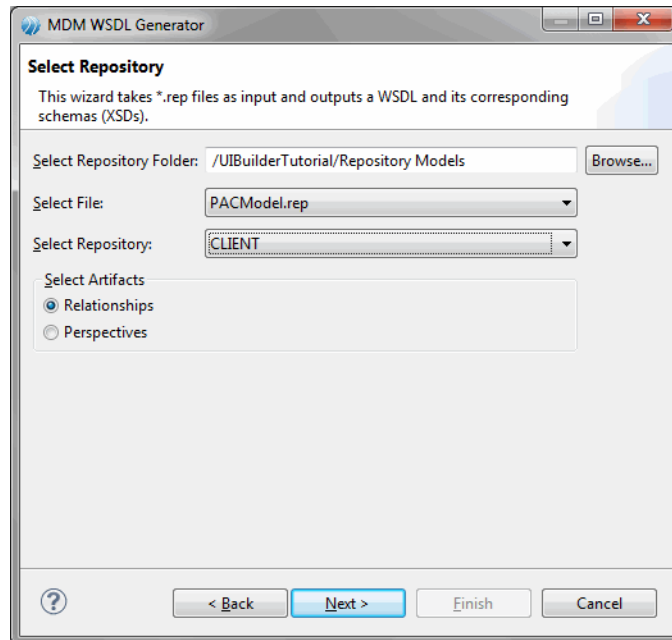 MDM WSDL Generator
Select Repository
This wizard takes *.rep files as input and outputs a WSDL and its corresponding
schemas (XSDs).
Select Repository Folder: /UIBuilderTutorial/Repository Models Browse...
Select File: PACModel.rep
Select Repository: CLIENT
Select Artifacts
Relationships
Perspectives
? < Back Next > Finish Cancel